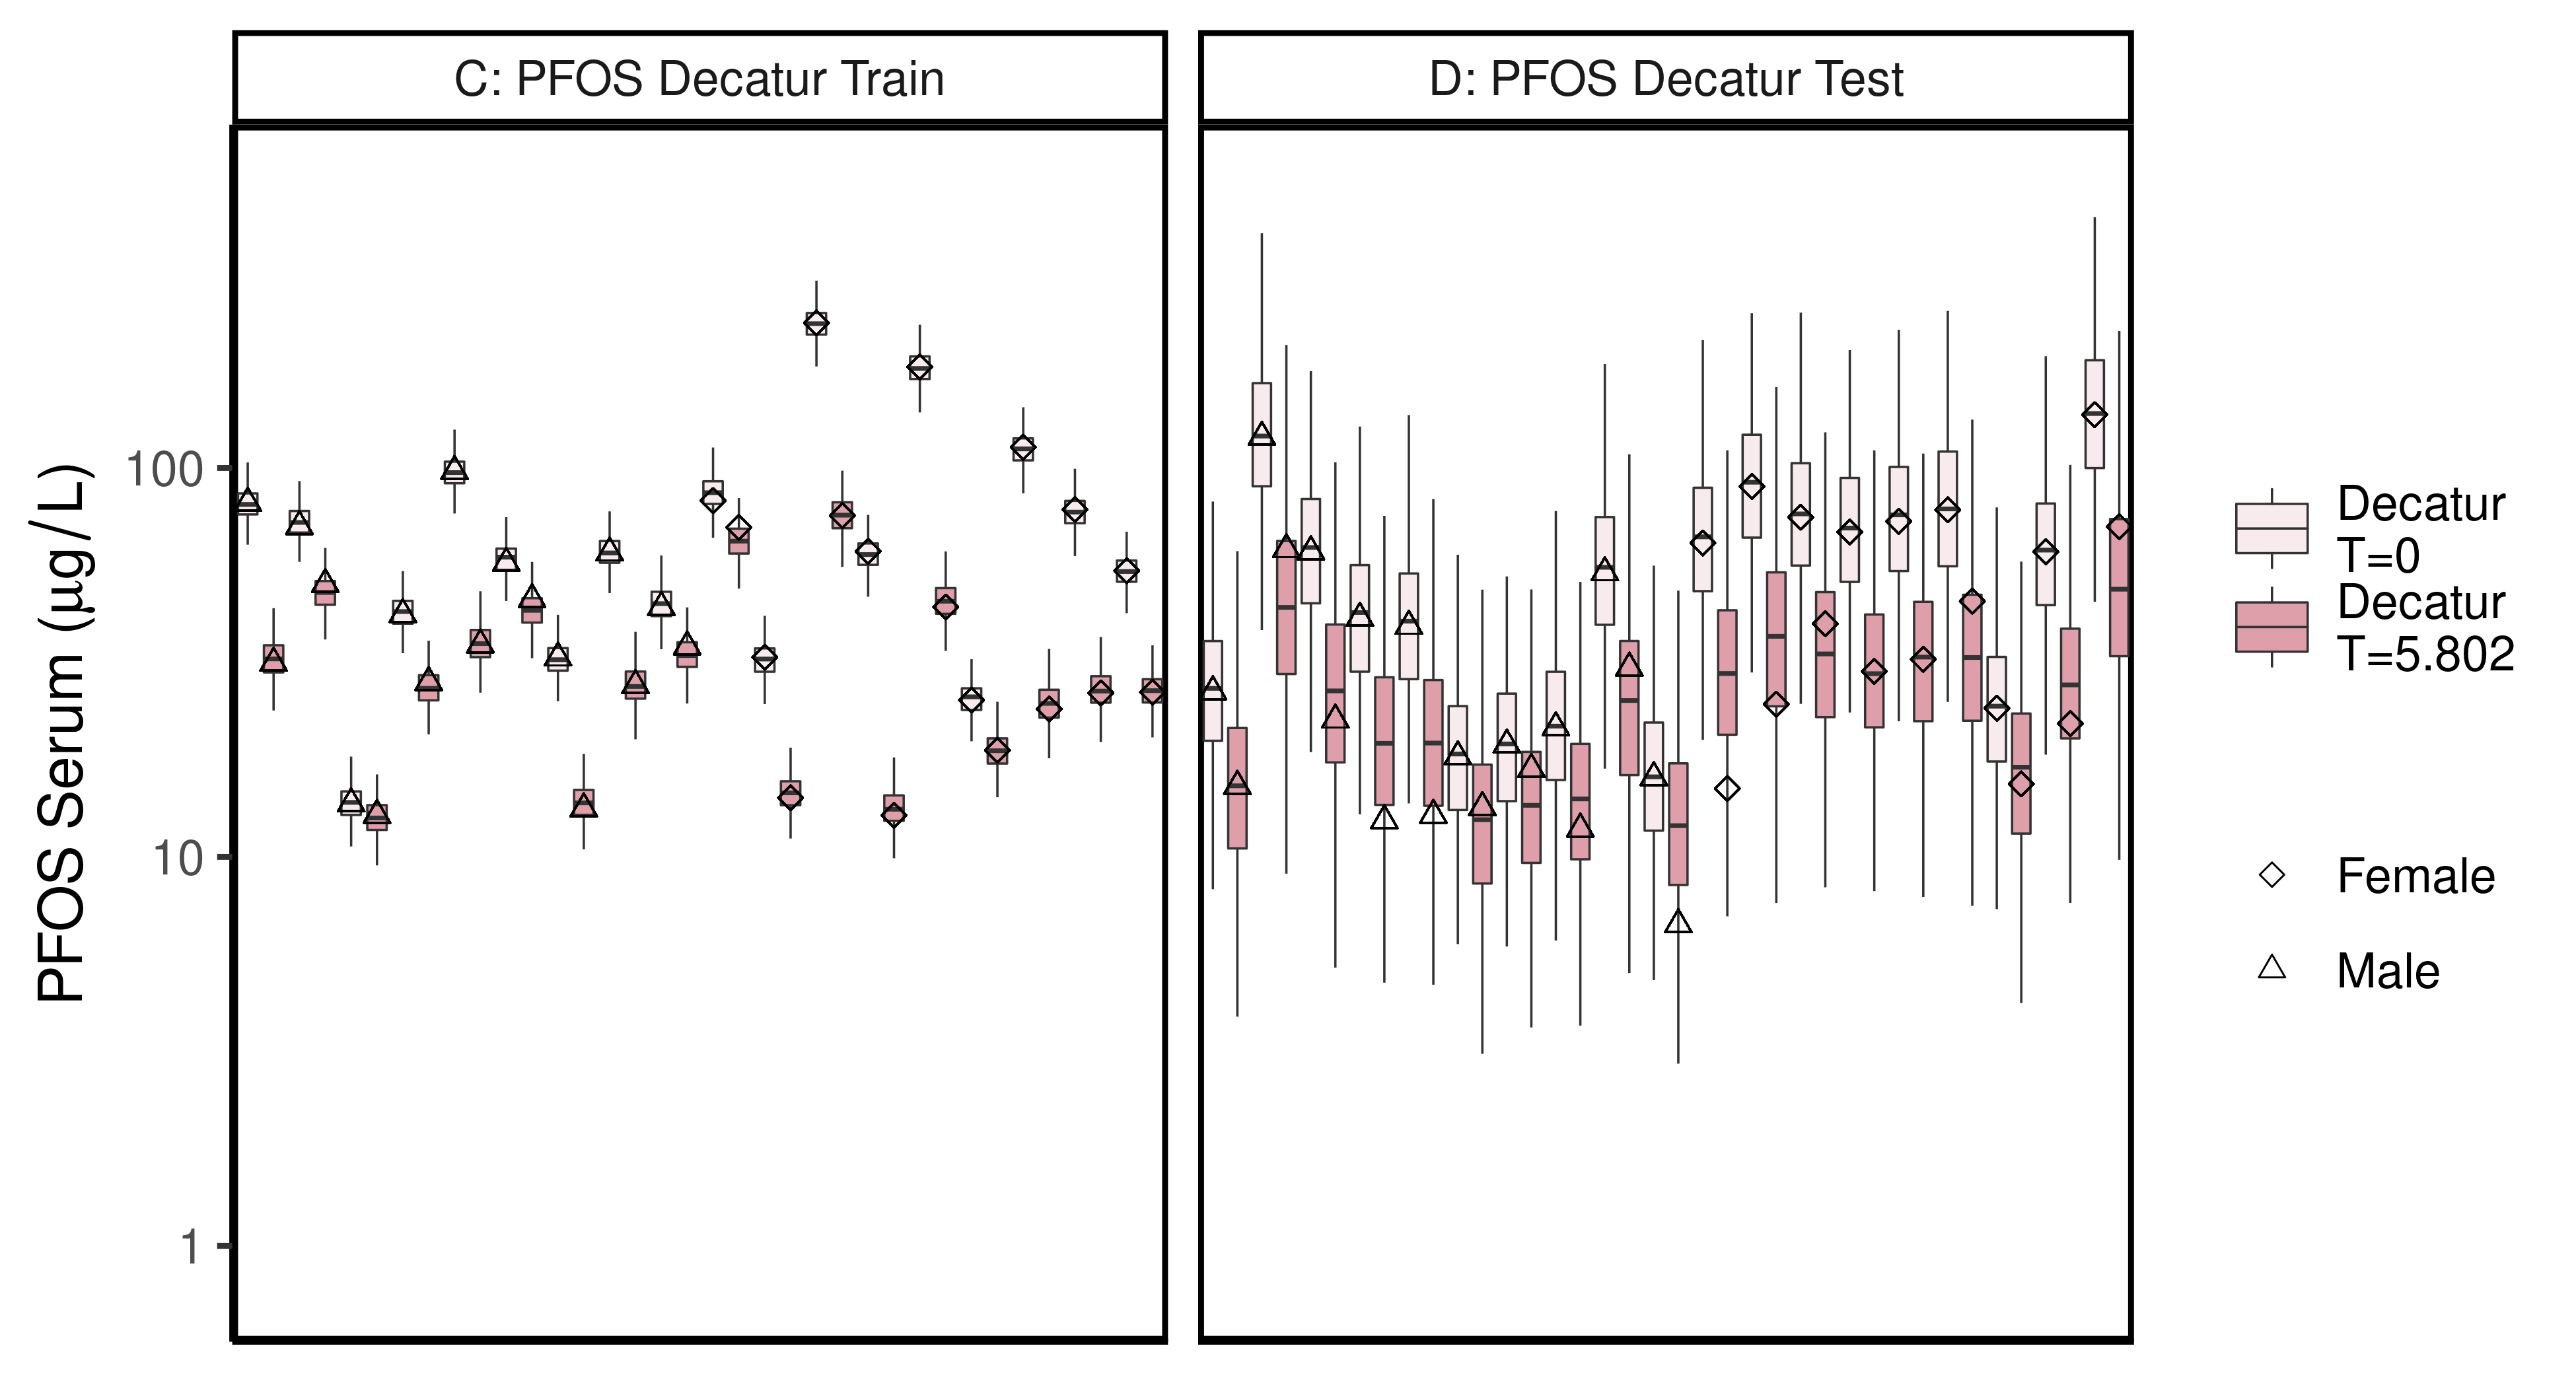 C: PFOS Decatur Train
D: PFOS Decatur Test
PFOS Serum (μg/L)
100
10
1
Decatur
T=0
Decatur
T=5.802
Female
Male